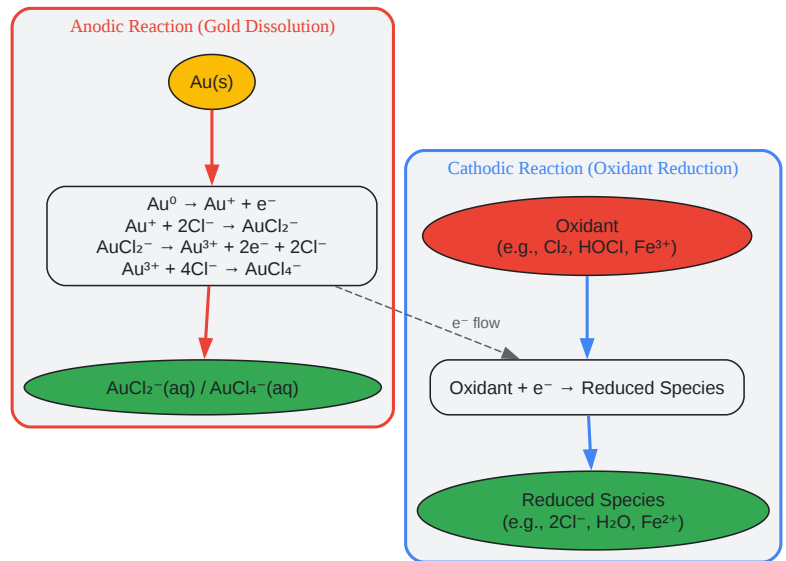 Anodic Reaction (Gold Dissolution)
Au(s)
Au⁰ → Au⁺ + e⁻
Au⁺ + 2Cl⁻ → AuCl₂⁻
AuCl₂⁻ → Au³⁺ + 2e⁻ + 2Cl⁻
Au³⁺ + 4Cl⁻ → AuCl₄⁻
AuCl₂⁻(aq) / AuCl₄⁻(aq)
e⁻ flow
Cathodic Reaction (Oxidant Reduction)
Oxidant
(e.g., Cl₂, HOCl, Fe³⁺)
Oxidant + e⁻ → Reduced Species
Reduced Species
(e.g., 2Cl⁻, H₂O, Fe²⁺)